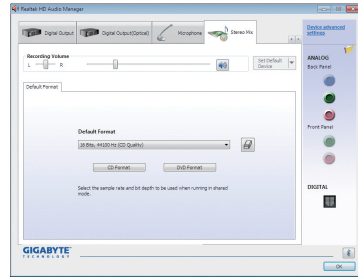 Realtek HD Audio Manager
Digital Output
Digital Output(Optical)
Microphone
Stereo Mix
Device advanced settings
Recording Volume
L
R
Set Default Device
ANALOG
Back Panel
Default Format
Default Format
16 Bits, 44100 Hz (CD Quality)
CD Format
DVD Format
Select the sample rate and bit depth to be used when running in shared
mode.
Front Panel
DIGITAL
GIGABYTE
TECHNOLOGY
OK